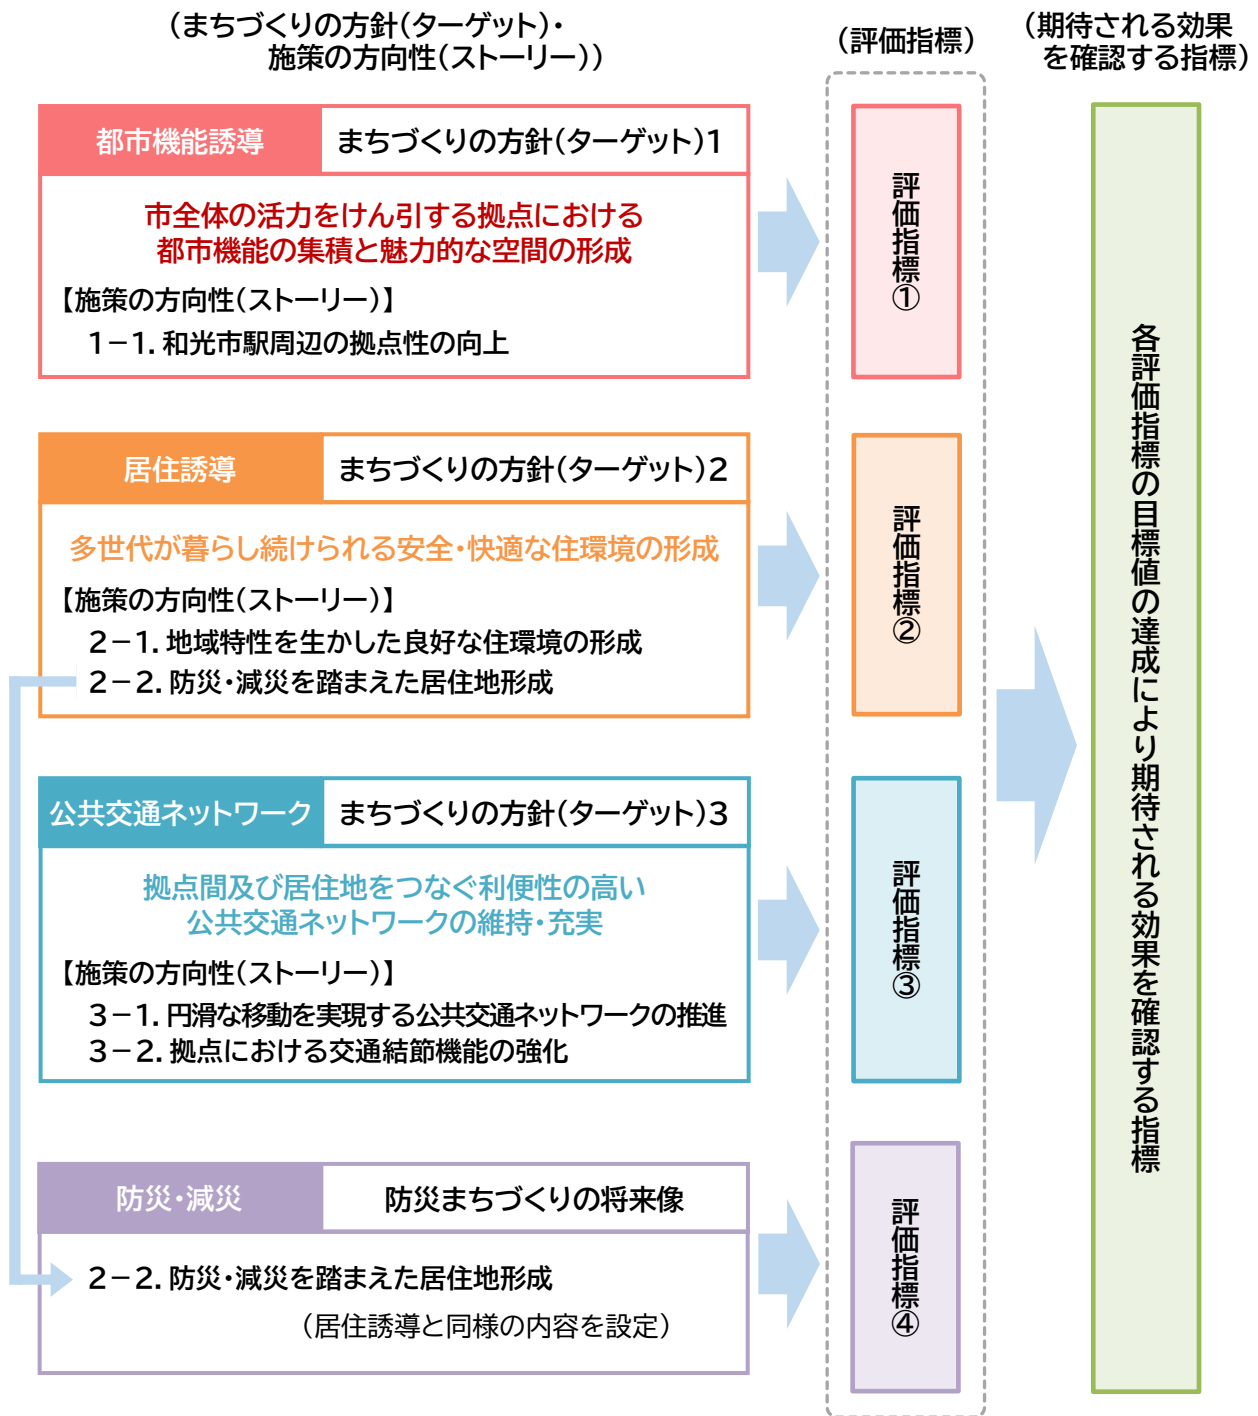 (まちづくりの方針(ターゲット)・
施策の方向性(ストーリー))
(評価指標)
(期待される効果
を確認する指標)
都市機能誘導
まちづくりの方針(ターゲット)1
市全体の活力をけん引する拠点における
都市機能の集積と魅力的な空間の形成
【施策の方向性(ストーリー)】
1－1．和光市駅周辺の拠点性の向上
評価指標①
居住誘導
まちづくりの方針(ターゲット)2
多世代が暮らし続けられる安全・快適な住環境の形成
【施策の方向性(ストーリー)】
2－1．地域特性を生かした良好な住環境の形成
2－2．防災・減災を踏まえた居住地形成
評価指標②
公共交通ネットワーク
まちづくりの方針(ターゲット)3
拠点間及び居住地をつなぐ利便性の高い
公共交通ネットワークの維持・充実
【施策の方向性(ストーリー)】
3－1．円滑な移動を実現する公共交通ネットワークの推進
3－2．拠点における交通結節機能の強化
評価指標③
防災・減災
防災まちづくりの将来像
2－2．防災・減災を踏まえた居住地形成
(居住誘導と同様の内容を設定)
評価指標④
各評価指標の目標値の達成により期待される効果を確認する指標